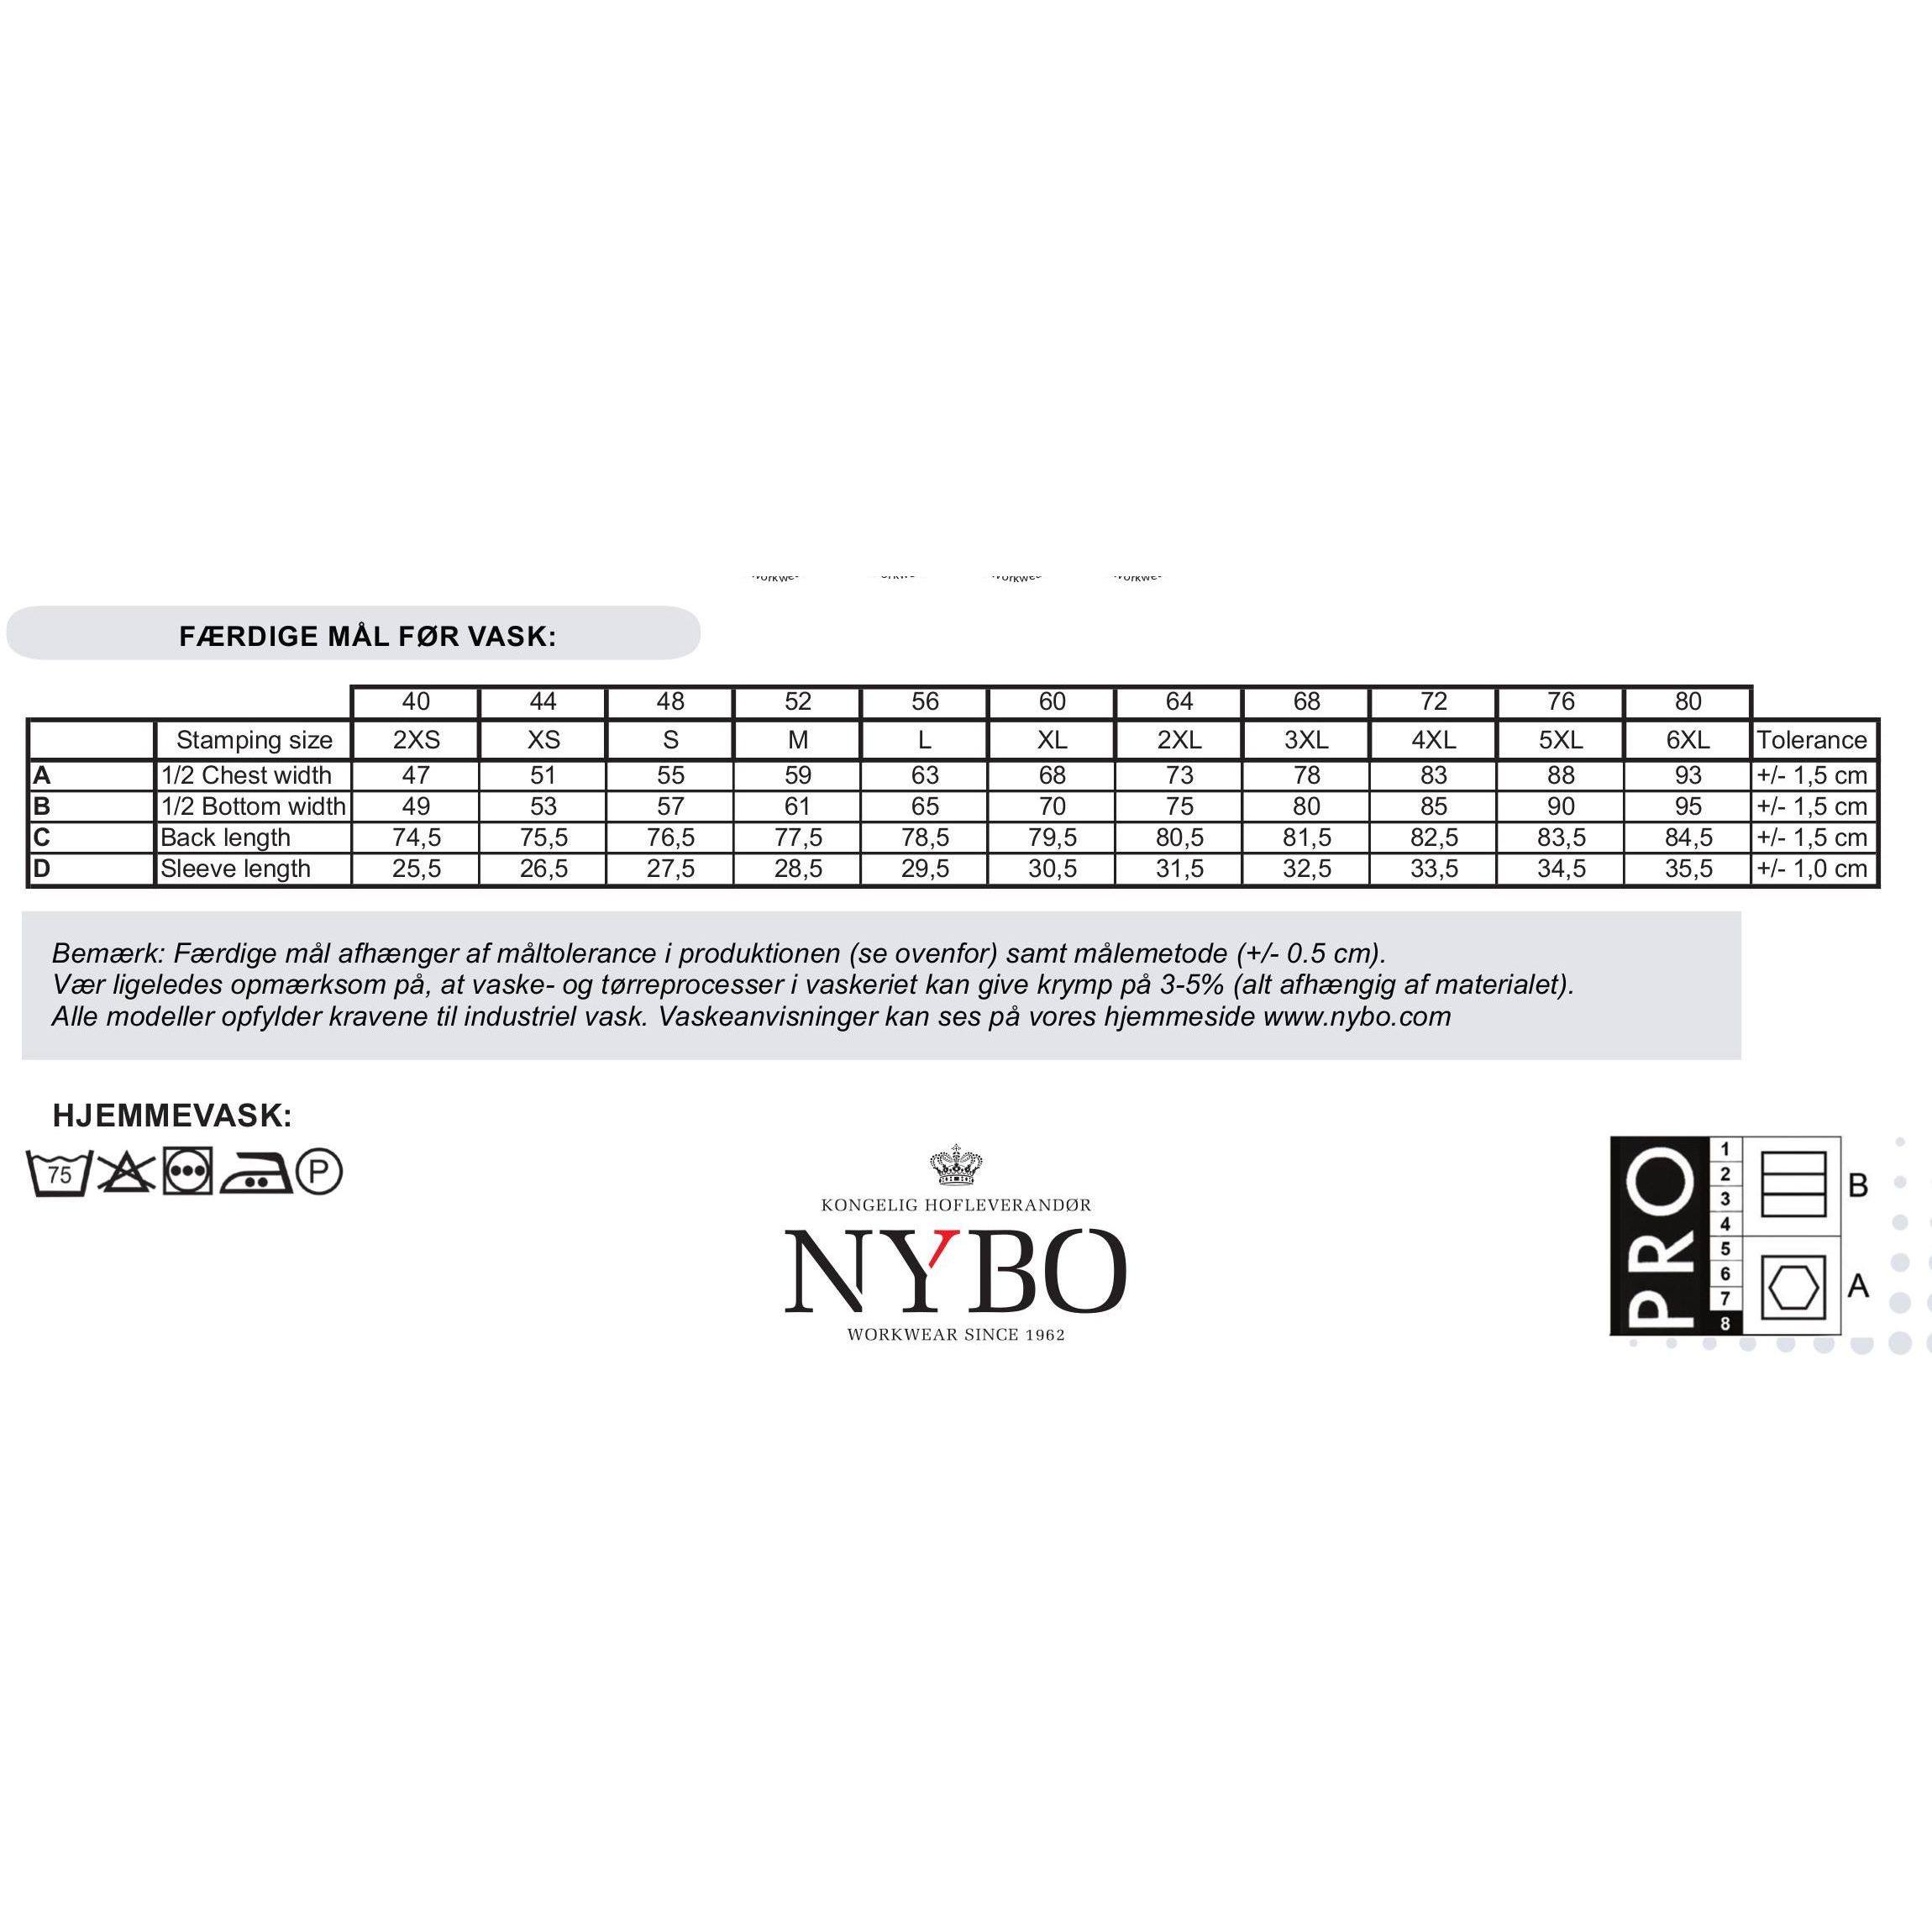 FÆRDIGE MÅL FØR VASK:
40 44 48 52 56 60 64 68 72 76 80
Stamping size 2XS XS S M L XL 2XL 3XL 4XL 5XL 6XL Tolerance
A 1/2 Chest width 47 51 55 59 63 68 73 78 83 88 93 +/- 1,5 cm
B 1/2 Bottom width 49 53 57 61 65 70 75 80 85 90 95 +/- 1,5 cm
C Back length 74,5 75,5 76,5 77,5 78,5 79,5 80,5 81,5 82,5 83,5 84,5 +/- 1,5 cm
D Sleeve length 25,5 26,5 27,5 28,5 29,5 30,5 31,5 32,5 33,5 34,5 35,5 +/- 1,0 cm
Bemærk: Færdige mål afhænger af måltolerance i produktionen (se ovenfor) samt målemetode (+/- 0.5 cm).
Vær ligeledes opmærksom på, at vaske- og tørreprocesser i vaskeriet kan give krymp på 3-5% (alt afhængig af materialet).
Alle modeller opfylder kravene til industriel vask. Vaskeanvisninger kan ses på vores hjemmeside www.nybo.com
HJEMMEVASK:
75
P
KONGELIG HOFLEVERANDØR
NYBO
WORKWEAR SINCE 1962
PRO
1
2
3
4
5
6
7
8
B
A